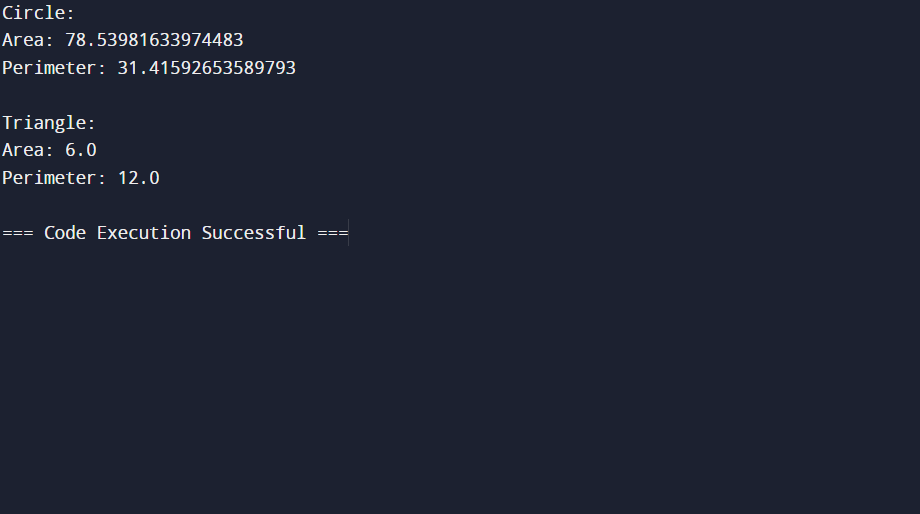 Circle:
Area: 78.53981633974483
Perimeter: 31.41592653589793
Triangle:
Area: 6.0
Perimeter: 12.0
=== Code Execution Successful ===